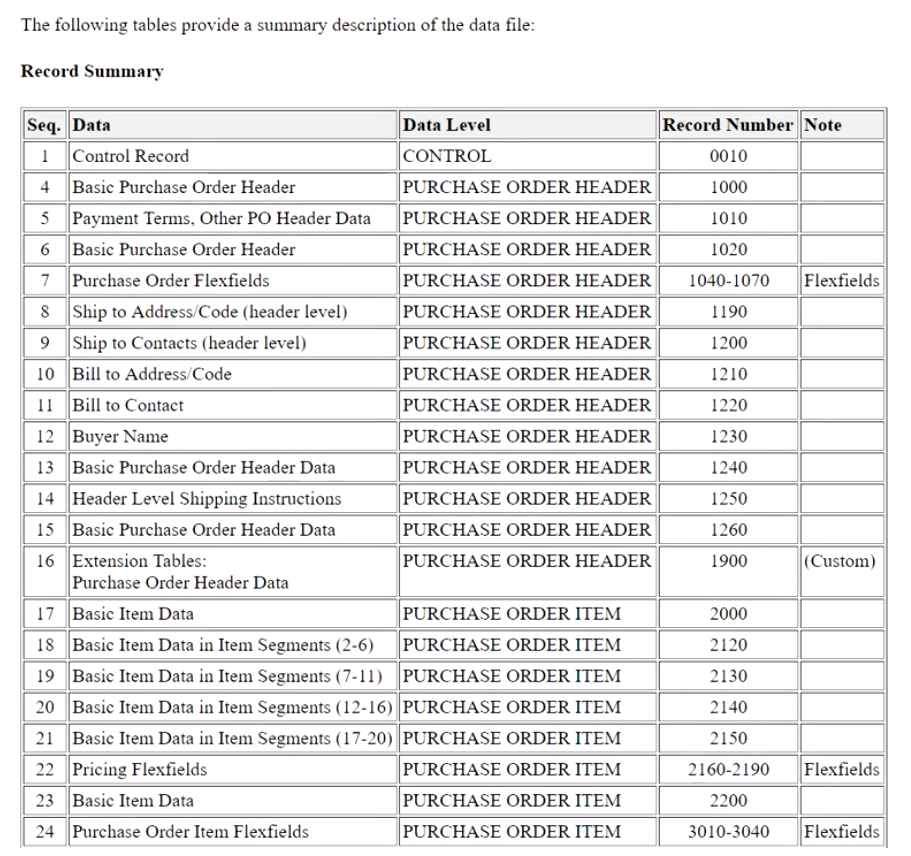 The following tables provide a summary description of the data file:
Record Summary
Seq. Data Data Level Record Number Note
1 Control Record CONTROL 0010
4 Basic Purchase Order Header PURCHASE ORDER HEADER 1000
5 Payment Terms, Other PO Header Data PURCHASE ORDER HEADER 1010
6 Basic Purchase Order Header PURCHASE ORDER HEADER 1020
7 Purchase Order Flexfields PURCHASE ORDER HEADER 1040-1070 Flexfields
8 Ship to Address/Code (header level) PURCHASE ORDER HEADER 1190
9 Ship to Contacts (header level) PURCHASE ORDER HEADER 1200
10 Bill to Address/Code PURCHASE ORDER HEADER 1210
11 Bill to Contact PURCHASE ORDER HEADER 1220
12 Buyer Name PURCHASE ORDER HEADER 1230
13 Basic Purchase Order Header Data PURCHASE ORDER HEADER 1240
14 Header Level Shipping Instructions PURCHASE ORDER HEADER 1250
15 Basic Purchase Order Header Data PURCHASE ORDER HEADER 1260
16 Extension Tables: PURCHASE ORDER HEADER 1900 (Custom)
Purchase Order Header Data
17 Basic Item Data PURCHASE ORDER ITEM 2000
18 Basic Item Data in Item Segments (2-6) PURCHASE ORDER ITEM 2120
19 Basic Item Data in Item Segments (7-11) PURCHASE ORDER ITEM 2130
20 Basic Item Data in Item Segments (12-16) PURCHASE ORDER ITEM 2140
21 Basic Item Data in Item Segments (17-20) PURCHASE ORDER ITEM 2150
22 Pricing Flexfields PURCHASE ORDER ITEM 2160-2190 Flexfields
23 Basic Item Data PURCHASE ORDER ITEM 2200
24 Purchase Order Item Flexfields PURCHASE ORDER ITEM 3010-3040 Flexfields